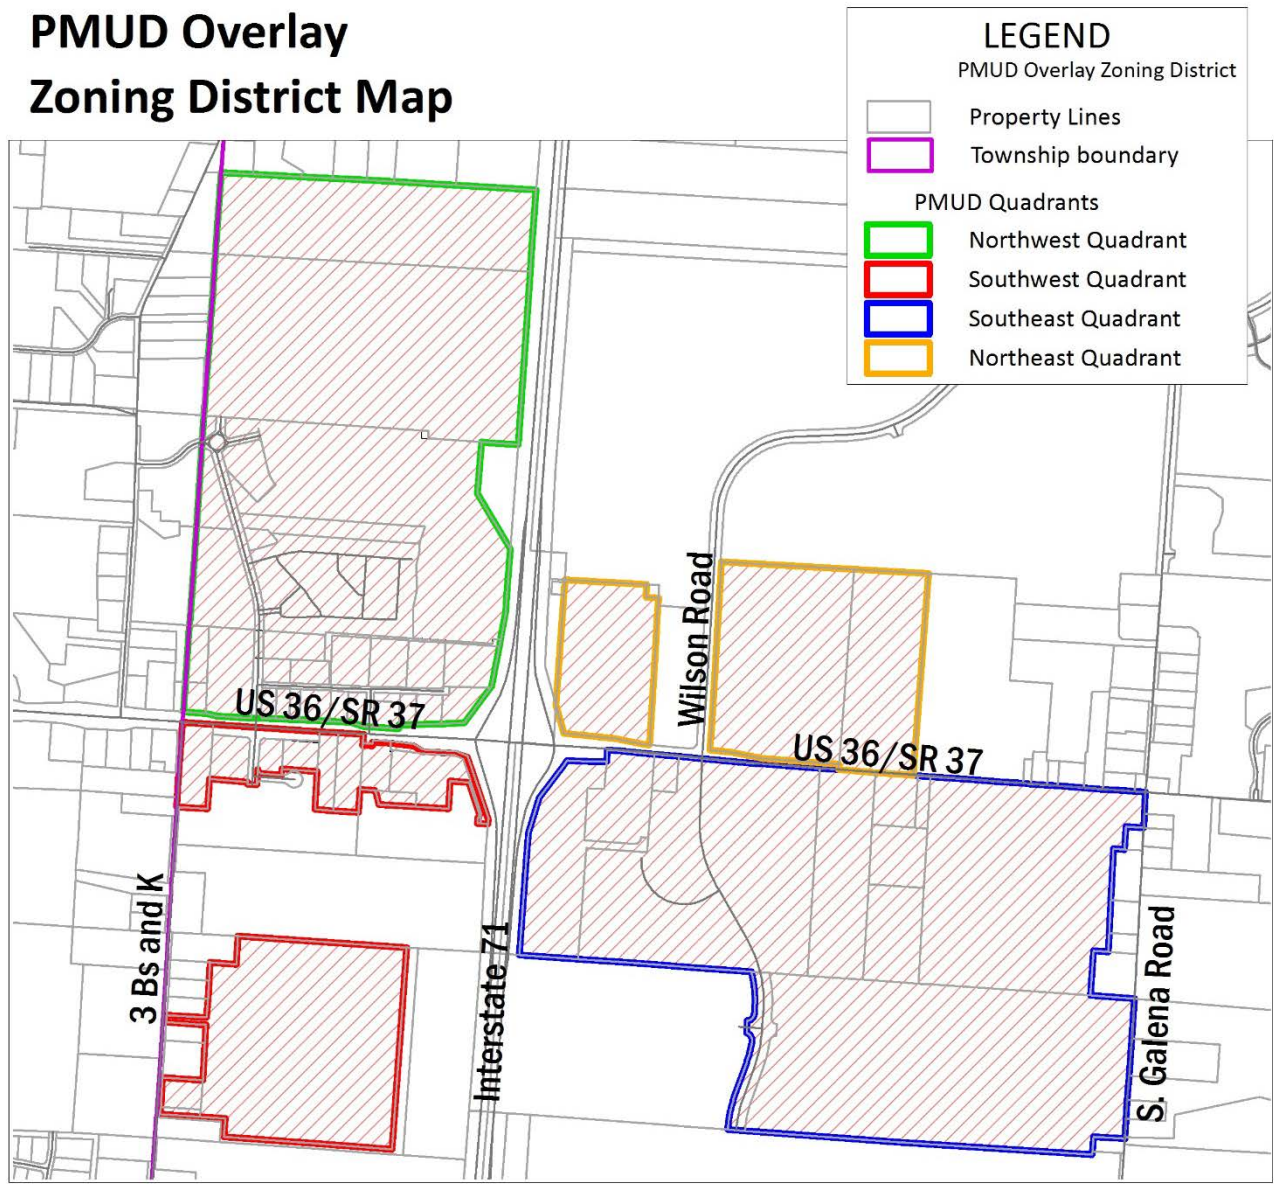 PMUD Overlay
Zoning District Map
LEGEND
PMUD Overlay Zoning District
Property Lines
Township boundary
PMUD Quadrants
Northwest Quadrant
Southwest Quadrant
Southeast Quadrant
Northeast Quadrant
Wilson Road
US 36/SR 37
US 36/SR 37
3 Bs and K
Interstate 71
S. Galena Road